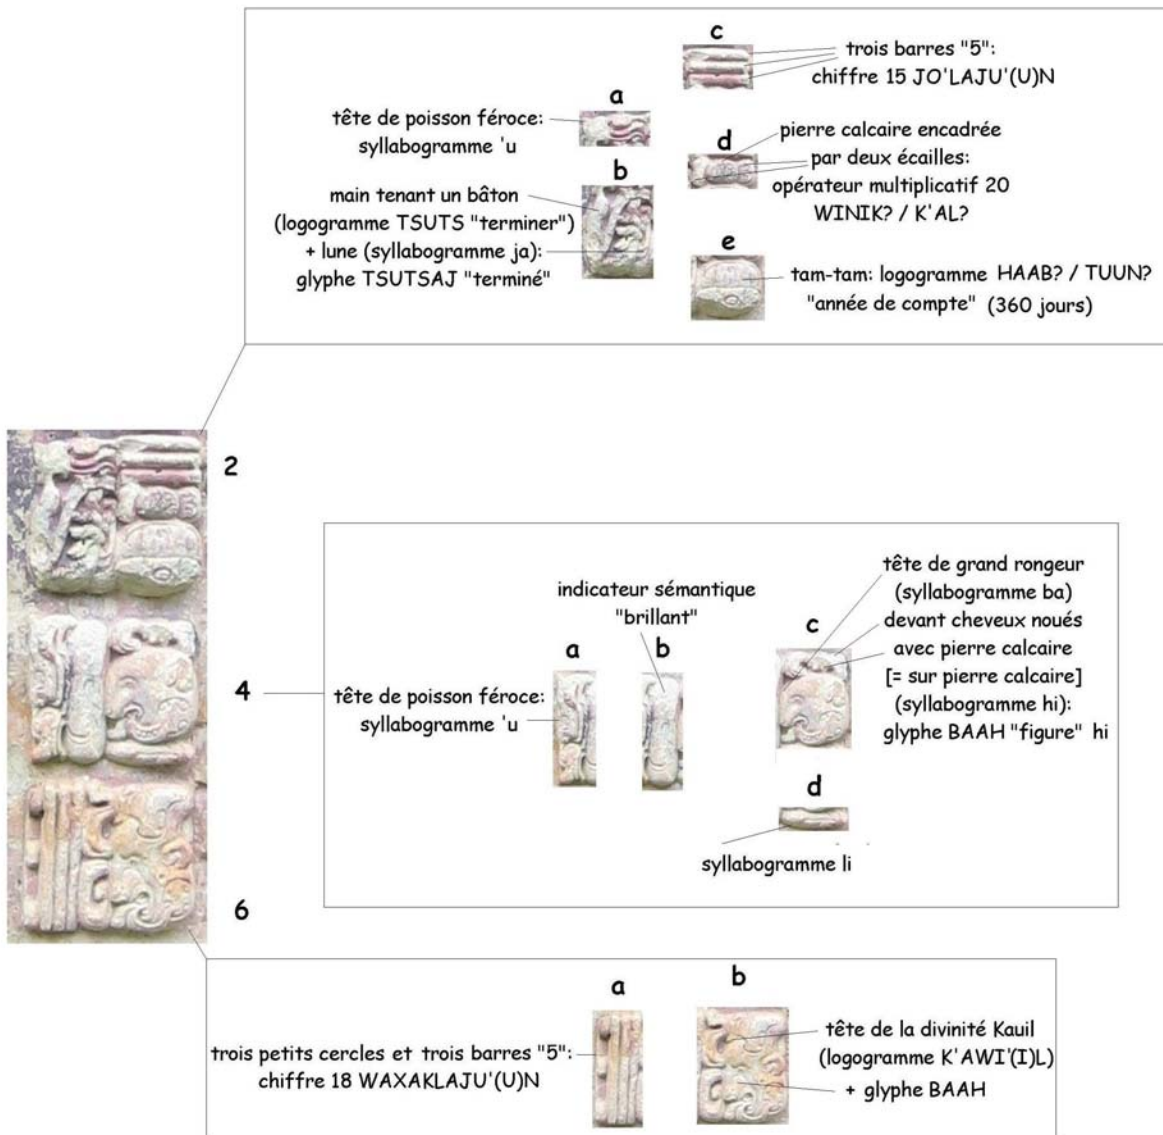 c
trois barres "5":
chiffre 15 JO'LAJU'(U)N
a
tête de poisson féroce:
syllabogramme 'u
d
pierre calcaire encadrée
par deux écailles:
opérateur multiplicatif 20
WINIK? / K'AL?
b
main tenant un bâton
(logogramme TSUTS "terminer")
+ lune (syllabogramme ja):
glyphe TSUTSAJ "terminé"
e
tam-tam: logogramme HAAB? / TUUN?
"année de compte" (360 jours)
2
4
6
indicateur sémantique
"brillant"
a
b
tête de poisson féroce:
syllabogramme 'u
c
tête de grand rongeur
(syllabogramme ba)
devant cheveux noués
avec pierre calcaire
[= sur pierre calcaire]
(syllabogramme hi):
glyphe BAAH "figure" hi
d
syllabogramme li
a
trois petits cercles et trois barres "5":
chiffre 18 WAXAKLAJU'(U)N
b
tête de la divinité Kauil
(logogramme K'AWI'(I)L)
+ glyphe BAAH